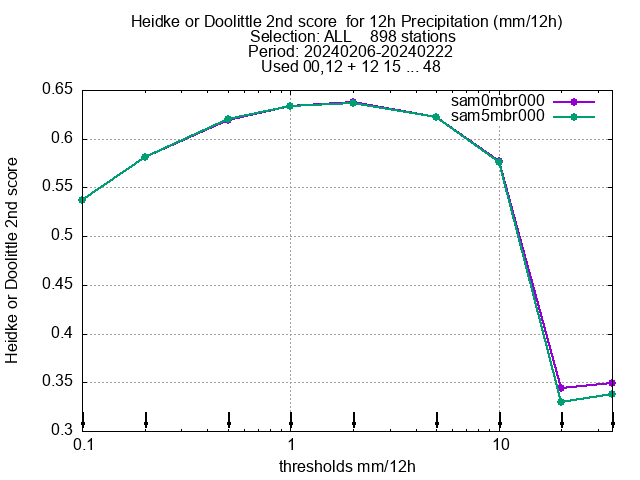 Heidke or Doolittle 2nd score  for 12h Precipitation (mm/12h)
Selection: ALL    898 stations
Period: 20240206-20240222
Used 00,12 + 12 15 ... 48
sam0mbr000
sam5mbr000
Heidke or Doolittle 2nd score
0.65
0.6
0.55
0.5
0.45
0.4
0.35
0.3
0.1 1 10
thresholds mm/12h